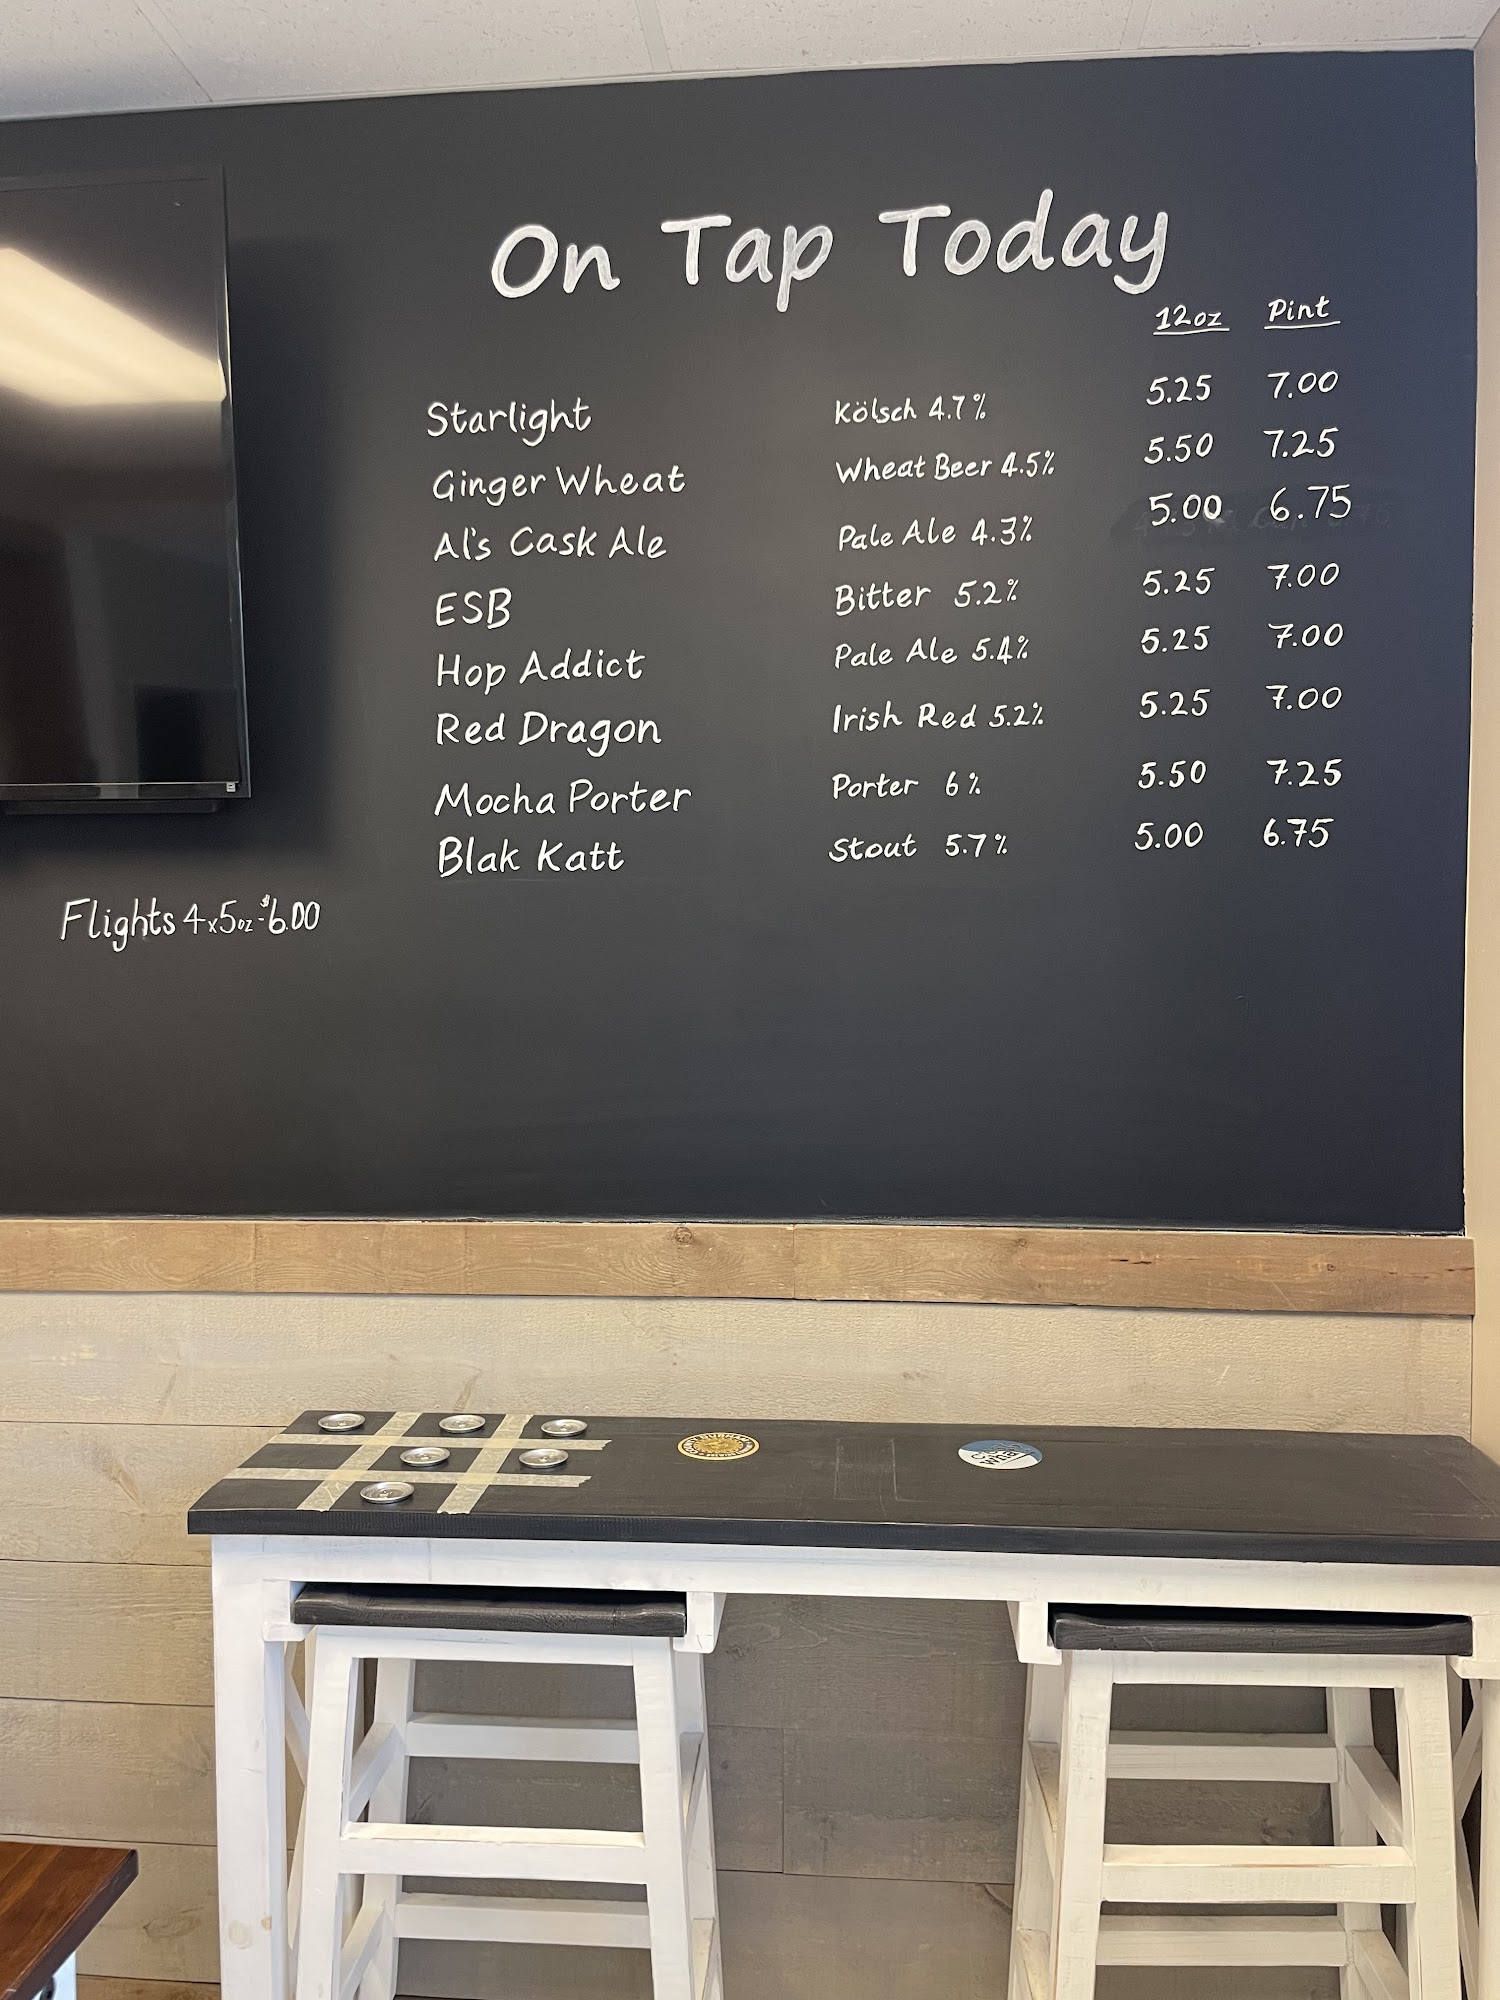 On Tap Today
12oz Pint
Starlight Kölsch 4.7% 5.25 7.00
Ginger Wheat Wheat Beer 4.5% 5.50 7.25
Al's Cask Ale Pale Ale 4.3% 5.00 6.75
ESB Bitter 5.2% 5.25 7.00
Hop Addict Pale Ale 5.4% 5.25 7.00
Red Dragon Irish Red 5.2% 5.25 7.00
Mocha Porter Porter 6% 5.50 7.25
Blak Katt Stout 5.7% 5.00 6.75
Flights 4x5oz - $6.00